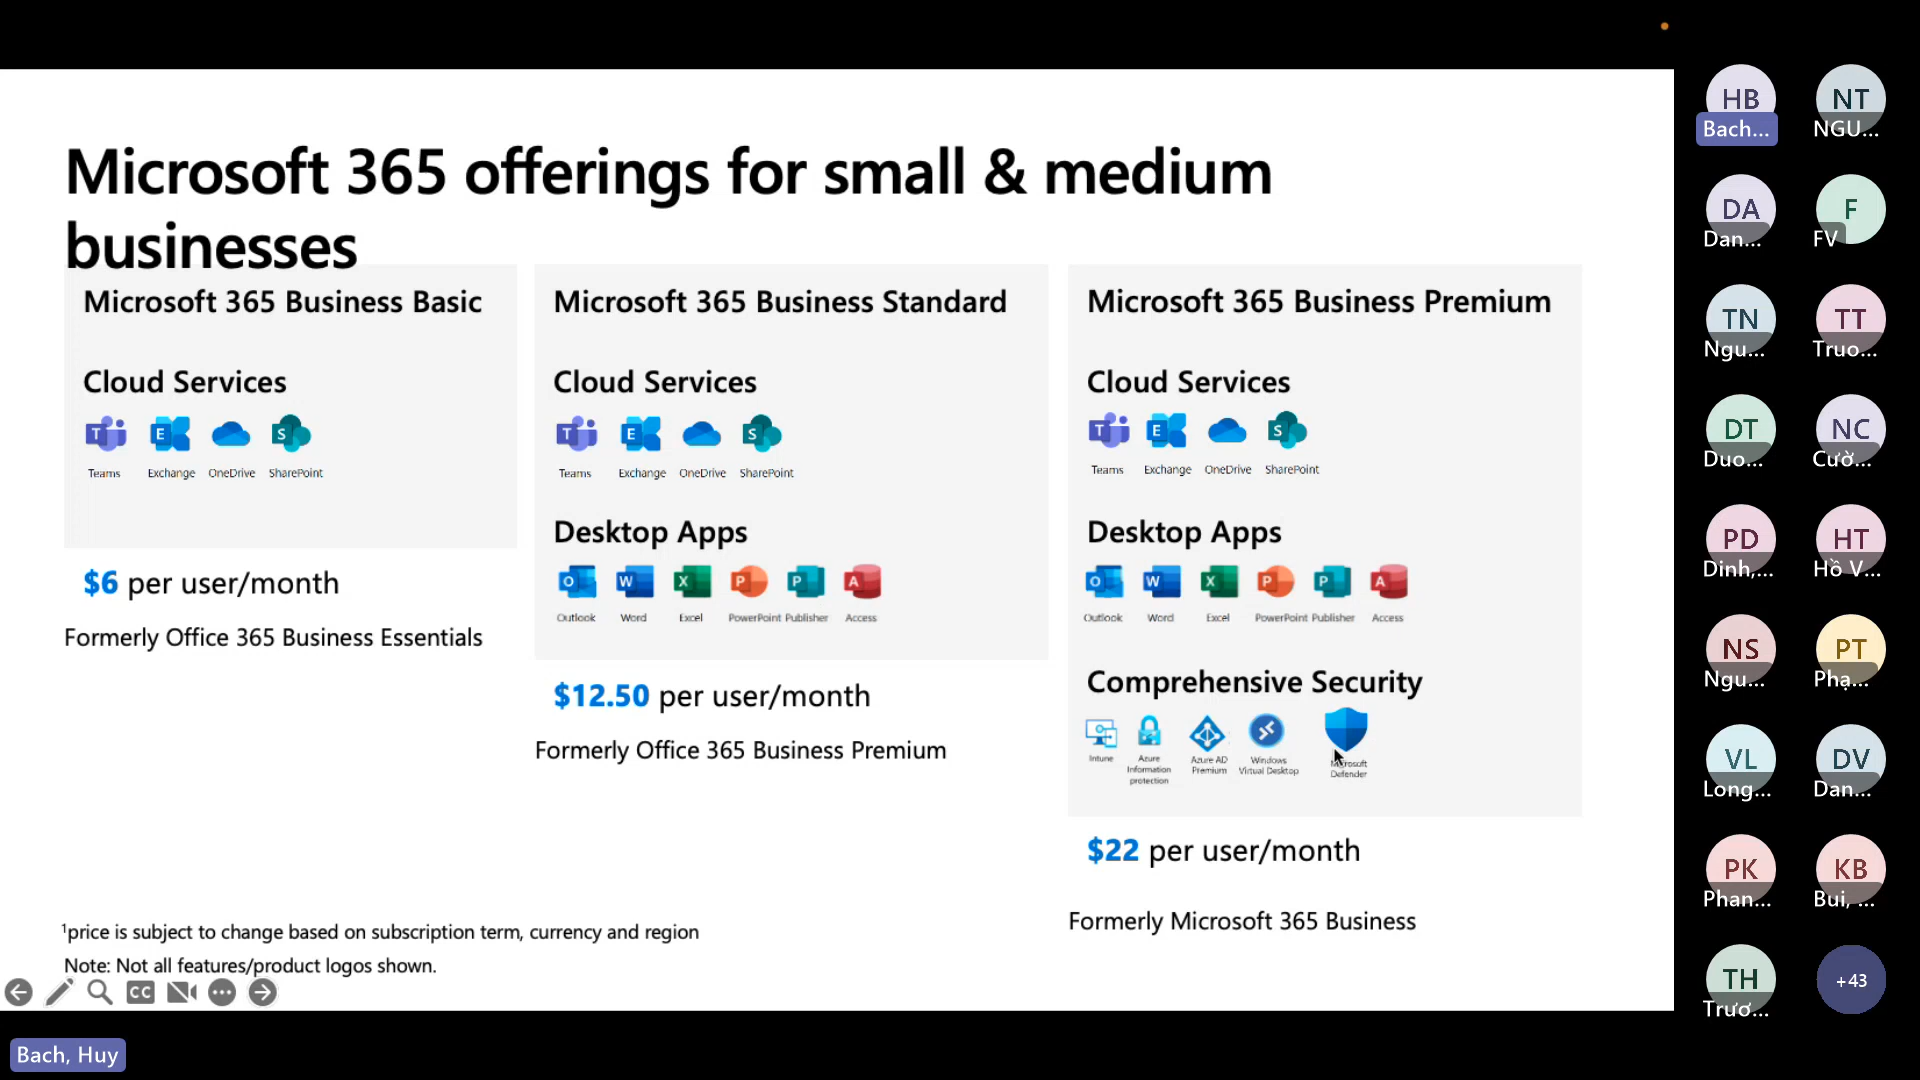 Microsoft 365 offerings for small & medium
businesses
Microsoft 365 Business Basic
Cloud Services
T E S
Teams Exchange OneDrive SharePoint
$6 per user/month
Formerly Office 365 Business Essentials
Microsoft 365 Business Standard
Cloud Services
T E S
Teams Exchange OneDrive SharePoint
Desktop Apps
O W X P P A
Outlook Word Excel PowerPoint Publisher Access
$12.50 per user/month
Formerly Office 365 Business Premium
Microsoft 365 Business Premium
Cloud Services
T E S
Teams Exchange OneDrive SharePoint
Desktop Apps
O W X P P A
Outlook Word Excel PowerPoint Publisher Access
Comprehensive Security
Intune
Azure
Information
protection
Azure AD
Premium
Windows
Virtual Desktop
Microsoft
Defender
$22 per user/month
Formerly Microsoft 365 Business
¹price is subject to change based on subscription term, currency and region
Note: Not all features/product logos shown.
CC
Bach, Huy
HB NT
Bach... NGU...
DA F
Dan... FV
TN TT
Ngu... Truo...
DT NC
Duo... Cườ...
PD HT
Dinh,... Hồ V...
NS PT
Ngu... Phạ...
VL DV
Long... Dan...
PK KB
Phan... Bui, ...
TH +43
Trươ...